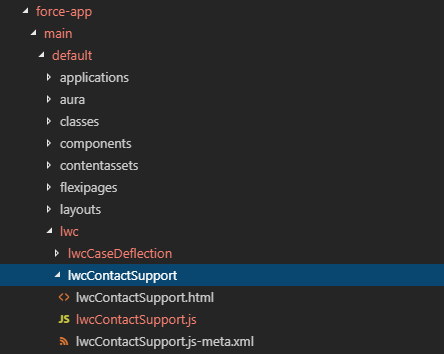 force-app
main
default
applications
aura
classes
components
contentassets
flexipages
layouts
lwc
lwcCaseDeflection
lwcContactSupport
<> lwcContactSupport.html
JS lwcContactSupport.js
lwcContactSupport.js-meta.xml